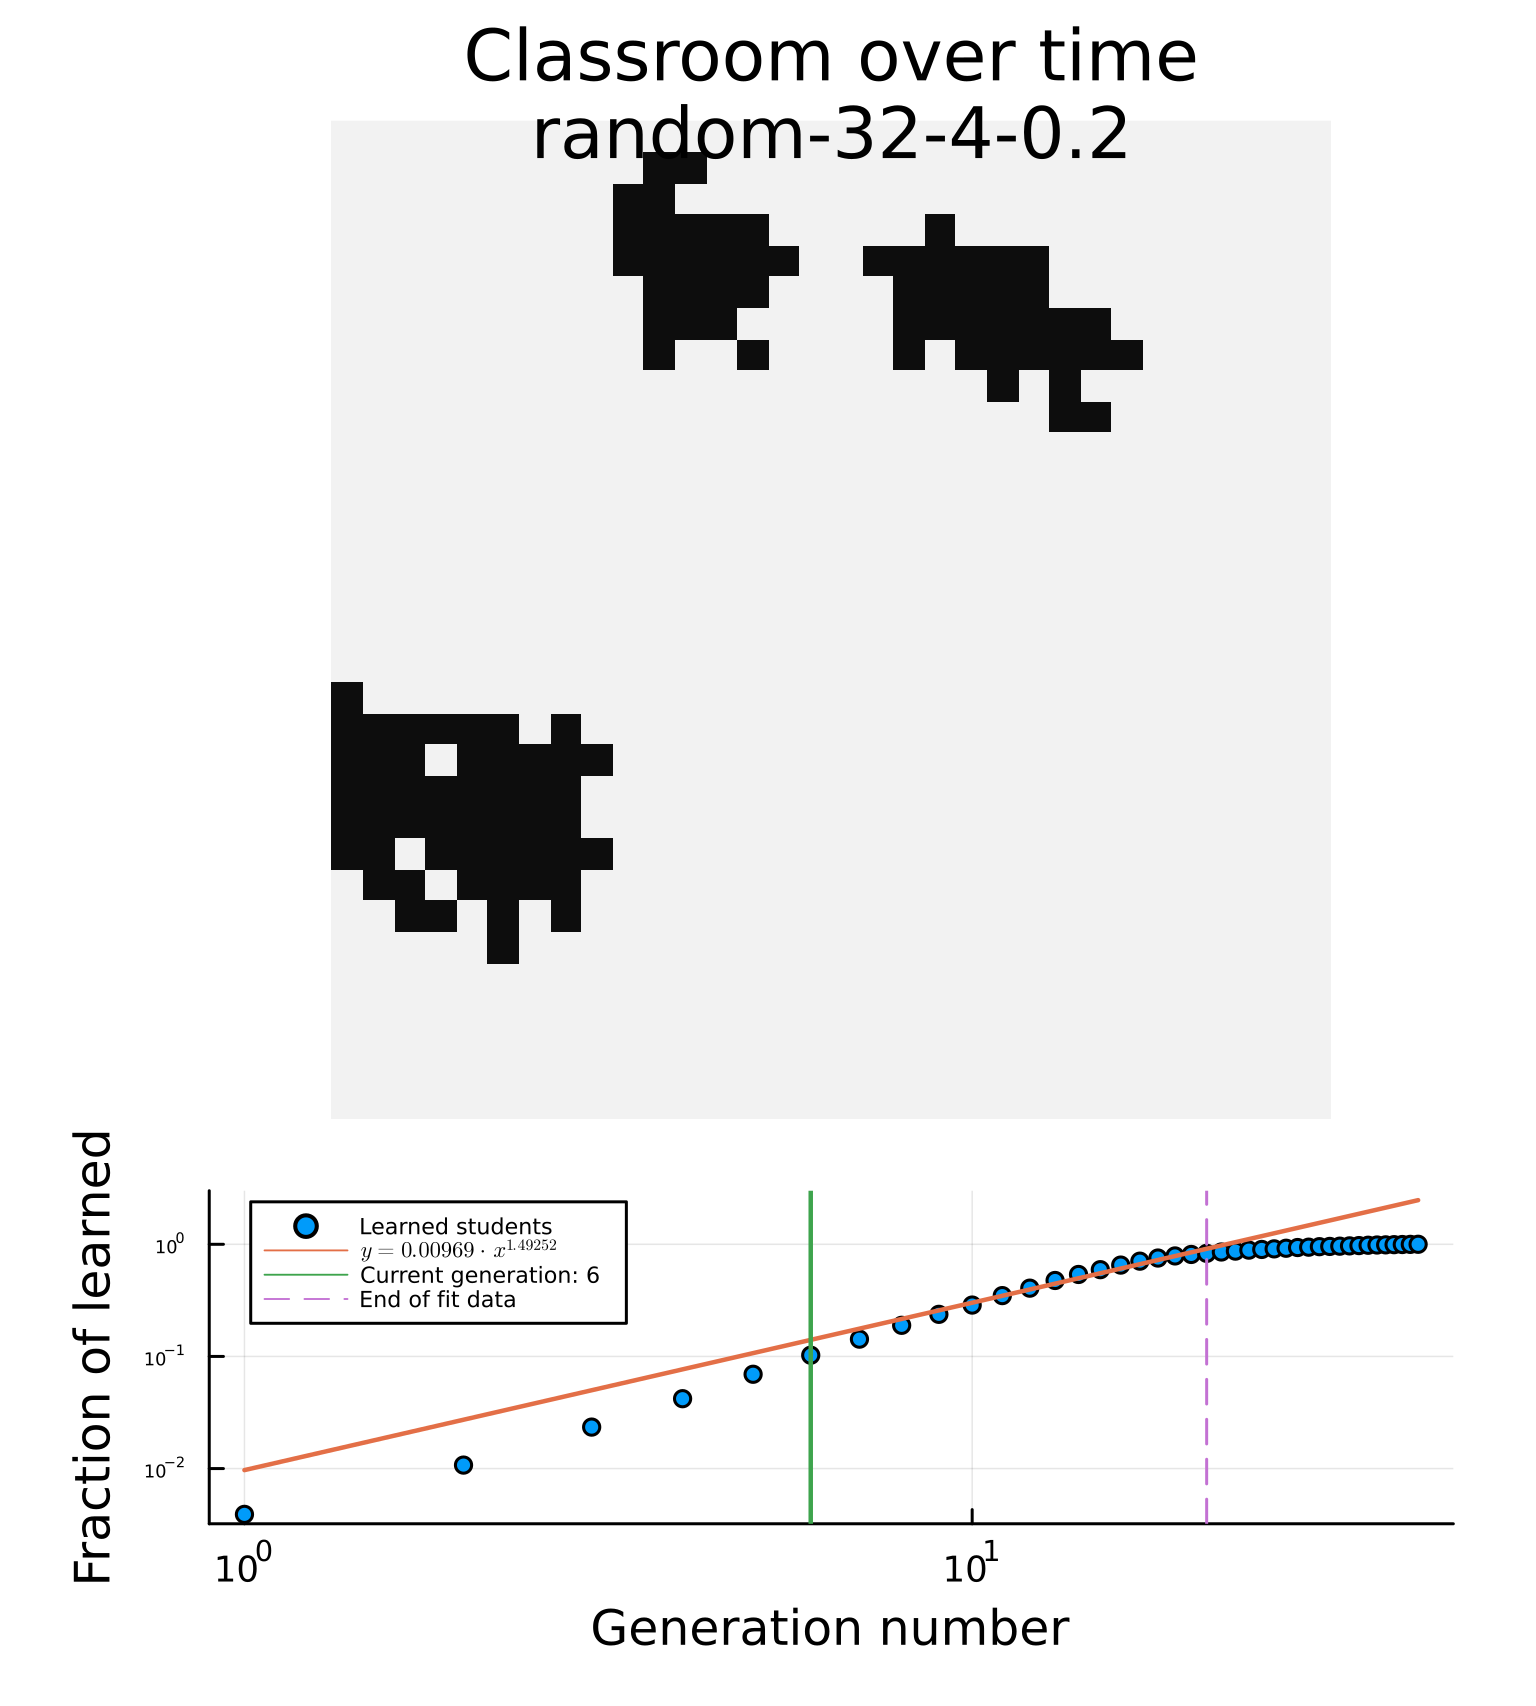 Classroom over time
random-32-4-0.2
Fraction of learned
10^0
10^-1
10^-2
Learned students
y = 0.00969 · x^1.49252
Current generation: 6
End of fit data
10^0
10^1
Generation number